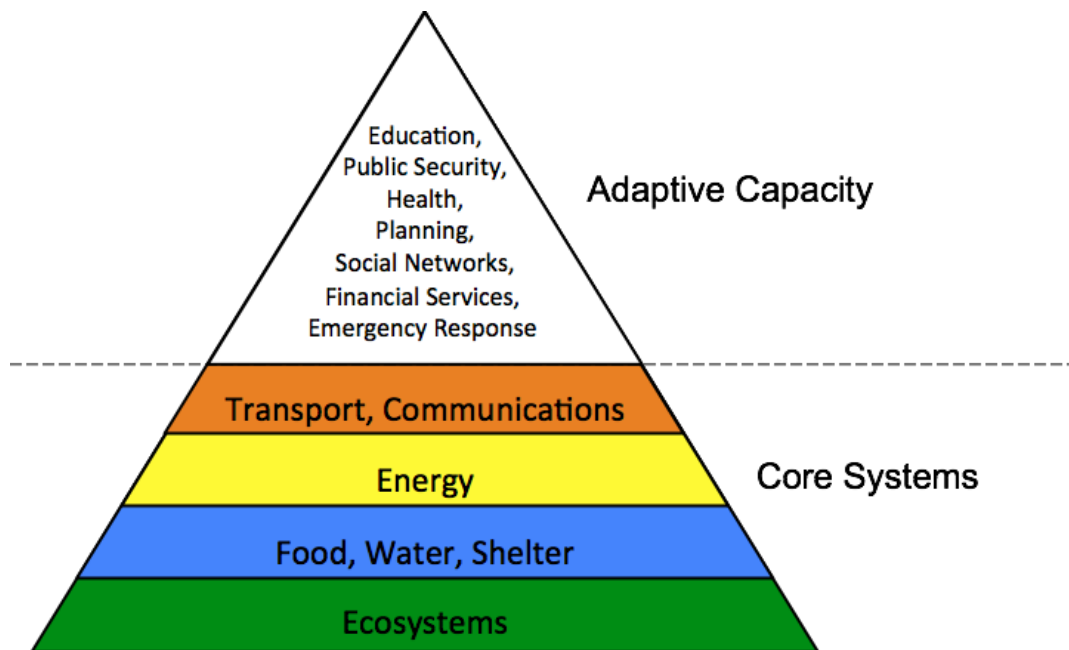 Education,
Public Security,
Health,
Planning,
Social Networks,
Financial Services,
Emergency Response
Adaptive Capacity
Transport, Communications
Energy
Food, Water, Shelter
Ecosystems
Core Systems